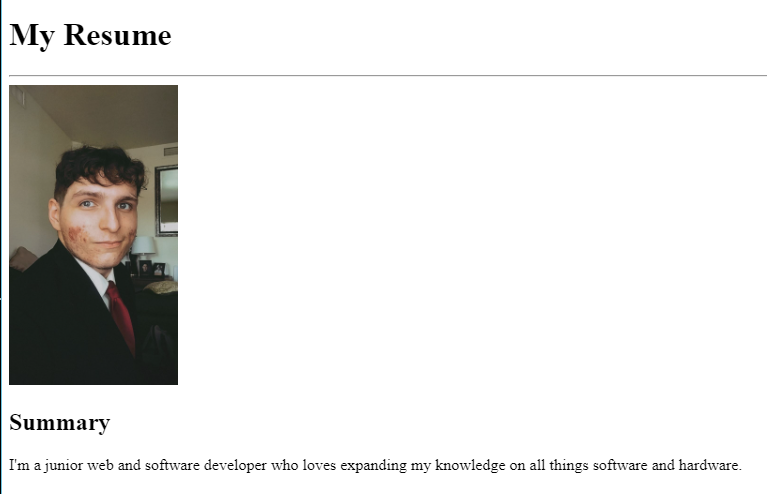 My Resume
Summary
I'm a junior web and software developer who loves expanding my knowledge on all things software and hardware.